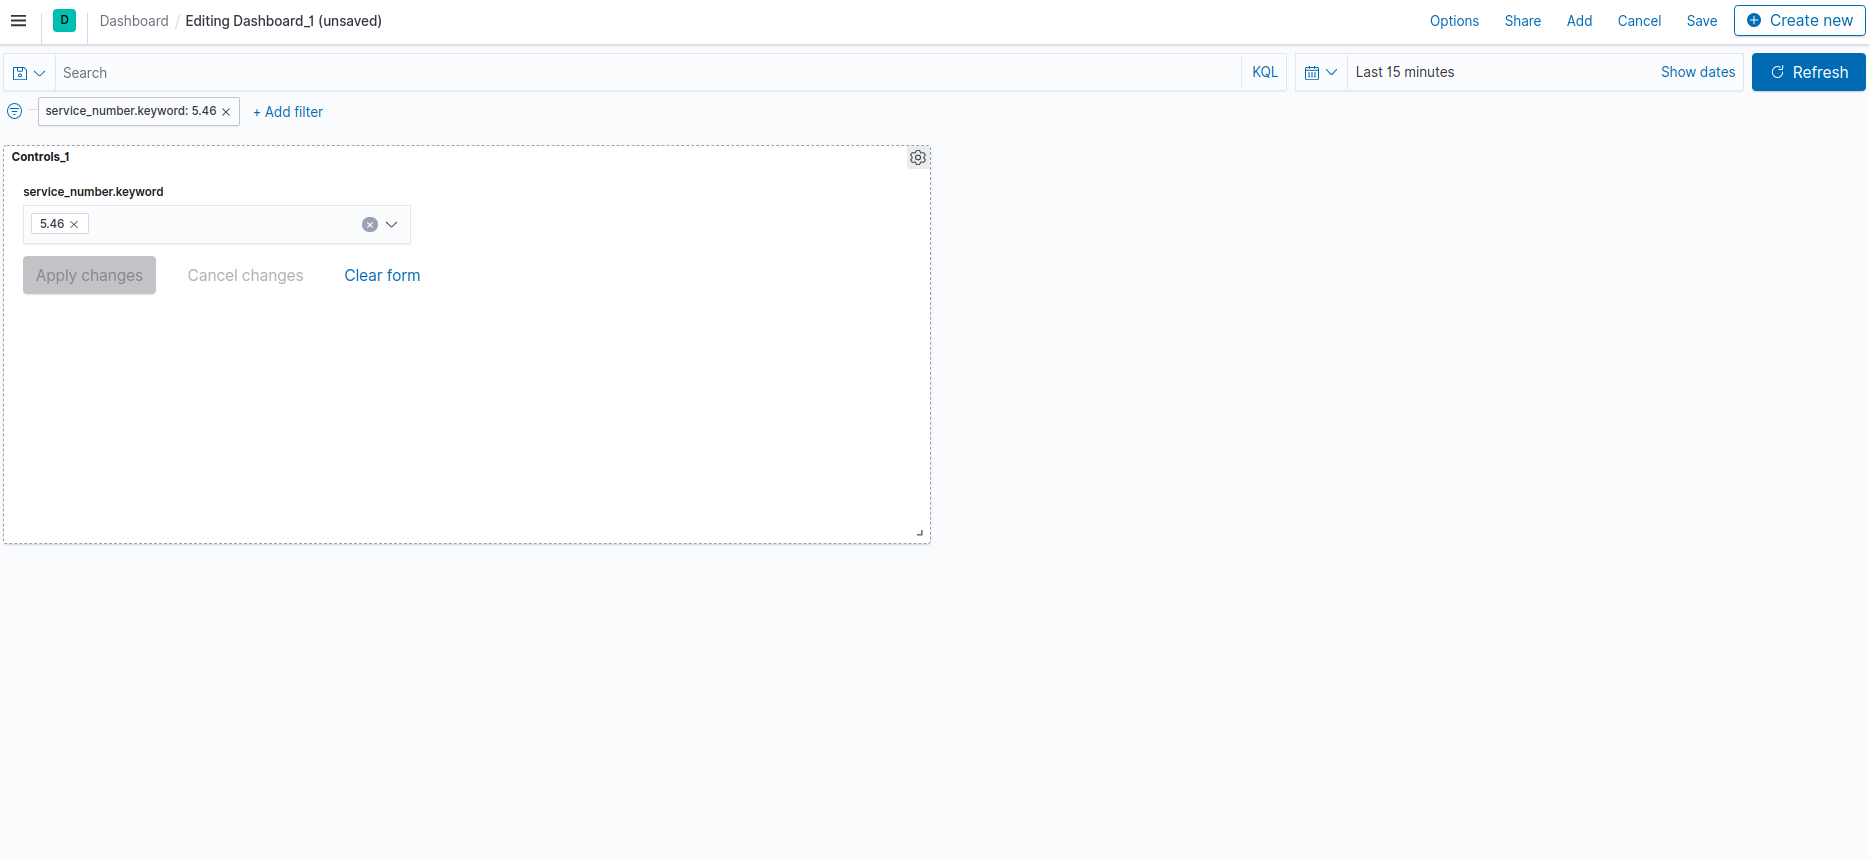 D Dashboard / Editing Dashboard_1 (unsaved) Options Share Add Cancel Save Create new
Search KQL Last 15 minutes Show dates Refresh
service_number.keyword: 5.46 × + Add filter
Controls_1
service_number.keyword
5.46 ×
Apply changes Cancel changes Clear form